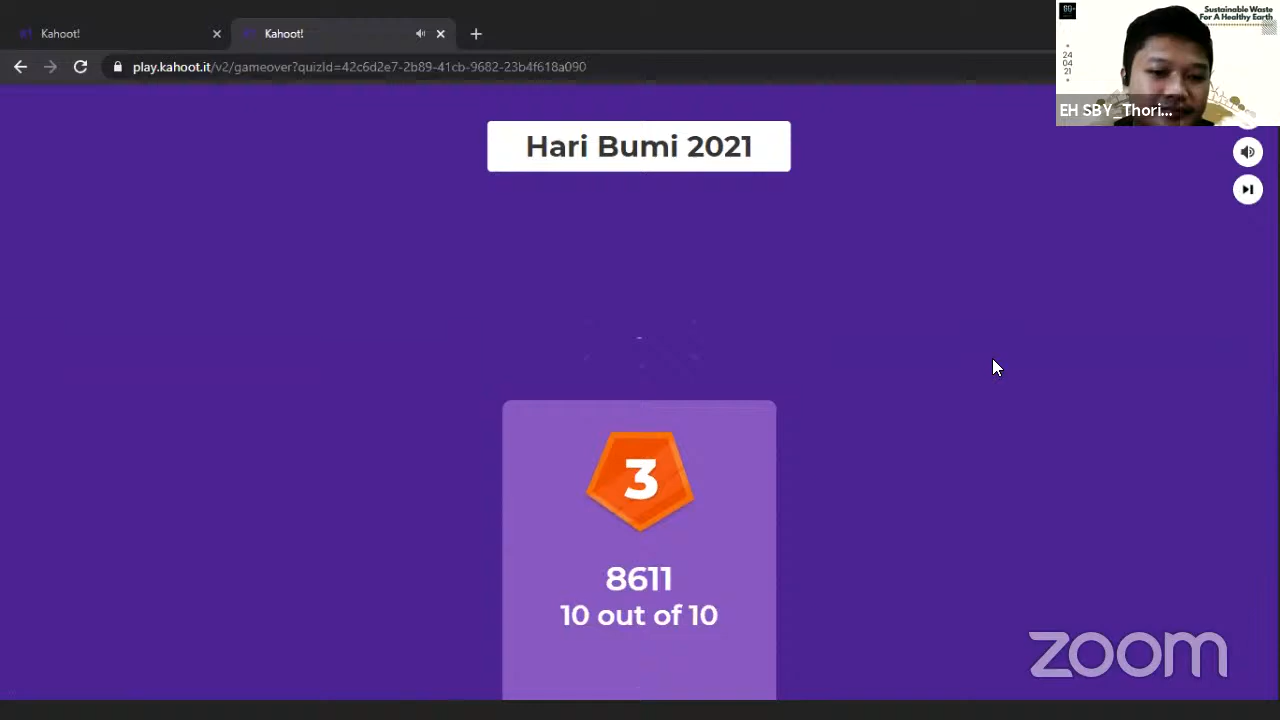 Kahoot!
Kahoot!
play.kahoot.it/v2/gameover?quizId=42c6d2e7-2b89-41cb-9682-23b4f618a090
Sustainable Waste
For A Healthy Earth
24
04
21
EH SBY_Thori...
Hari Bumi 2021
3
8611
10 out of 10
zoom